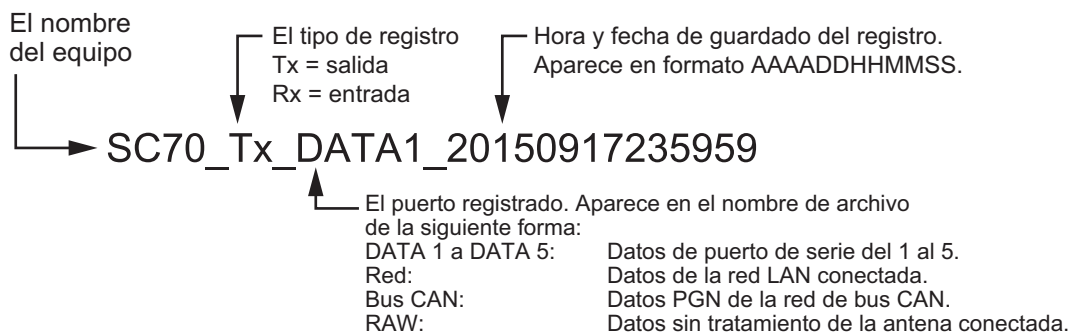 El nombre
del equipo
El tipo de registro
Tx = salida
Rx = entrada
Hora y fecha de guardado del registro.
Aparece en formato AAAADDHHMMSS.
SC70_Tx_DATA1_20150917235959
El puerto registrado. Aparece en el nombre de archivo
de la siguiente forma:
DATA 1 a DATA 5: Datos de puerto de serie del 1 al 5.
Red: Datos de la red LAN conectada.
Bus CAN: Datos PGN de la red de bus CAN.
RAW: Datos sin tratamiento de la antena conectada.